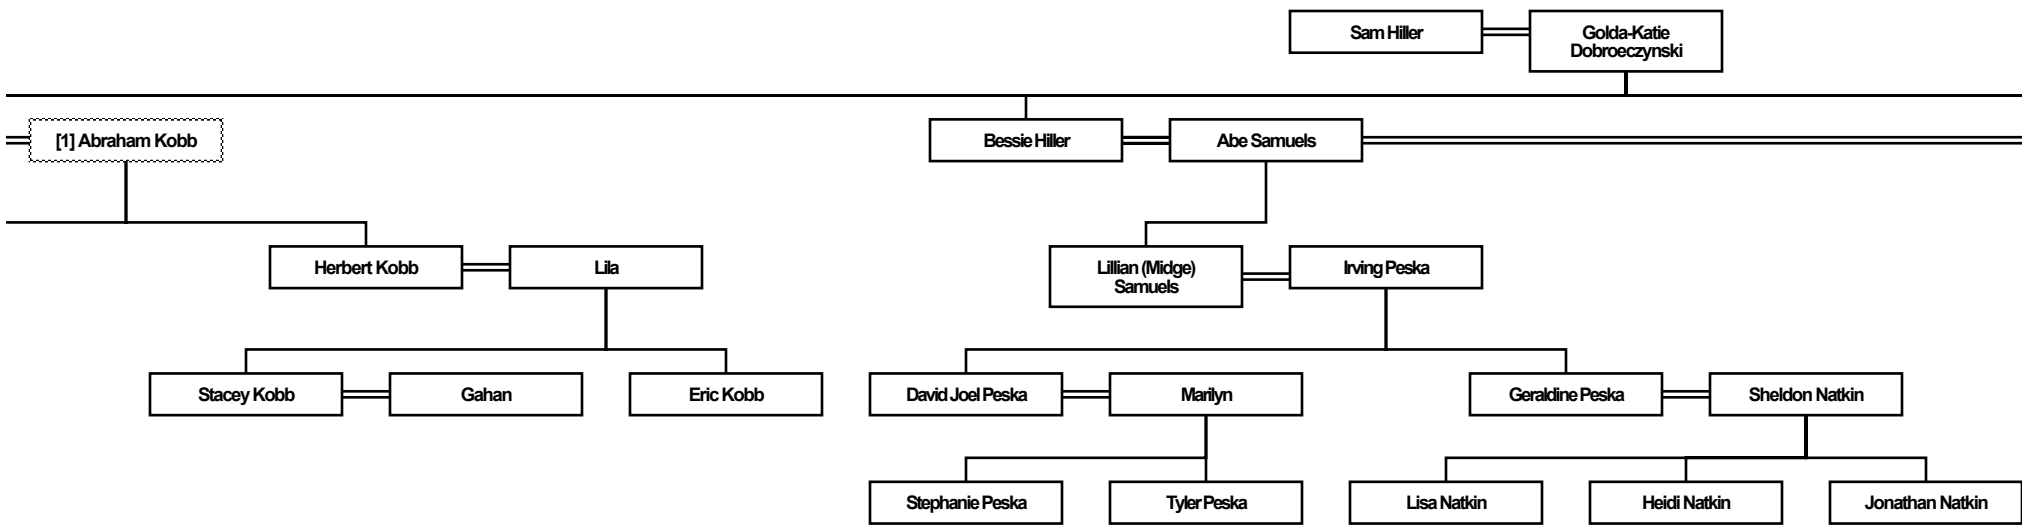 Sam Hiller
Golda-Katie
Dobroeczynski
[1] Abraham Kobb
Bessie Hiller
Abe Samuels
Herbert Kobb
Lila
Lillian (Midge)
Samuels
Irving Peska
Stacey Kobb
Gahan
Eric Kobb
David Joel Peska
Marilyn
Geraldine Peska
Sheldon Natkin
Stephanie Peska
Tyler Peska
Lisa Natkin
Heidi Natkin
Jonathan Natkin